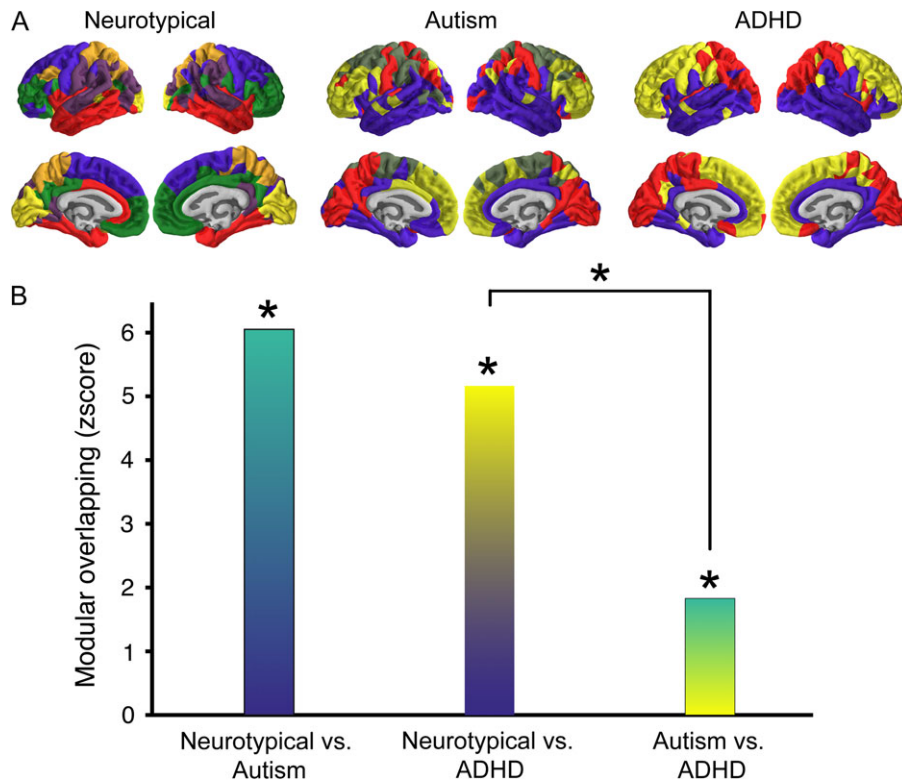 A
Neurotypical
Autism
ADHD
B
*
*
*
*
Modular overlapping (zscore)
6
5
4
3
2
1
0
Neurotypical vs.
Autism
Neurotypical vs.
ADHD
Autism vs.
ADHD